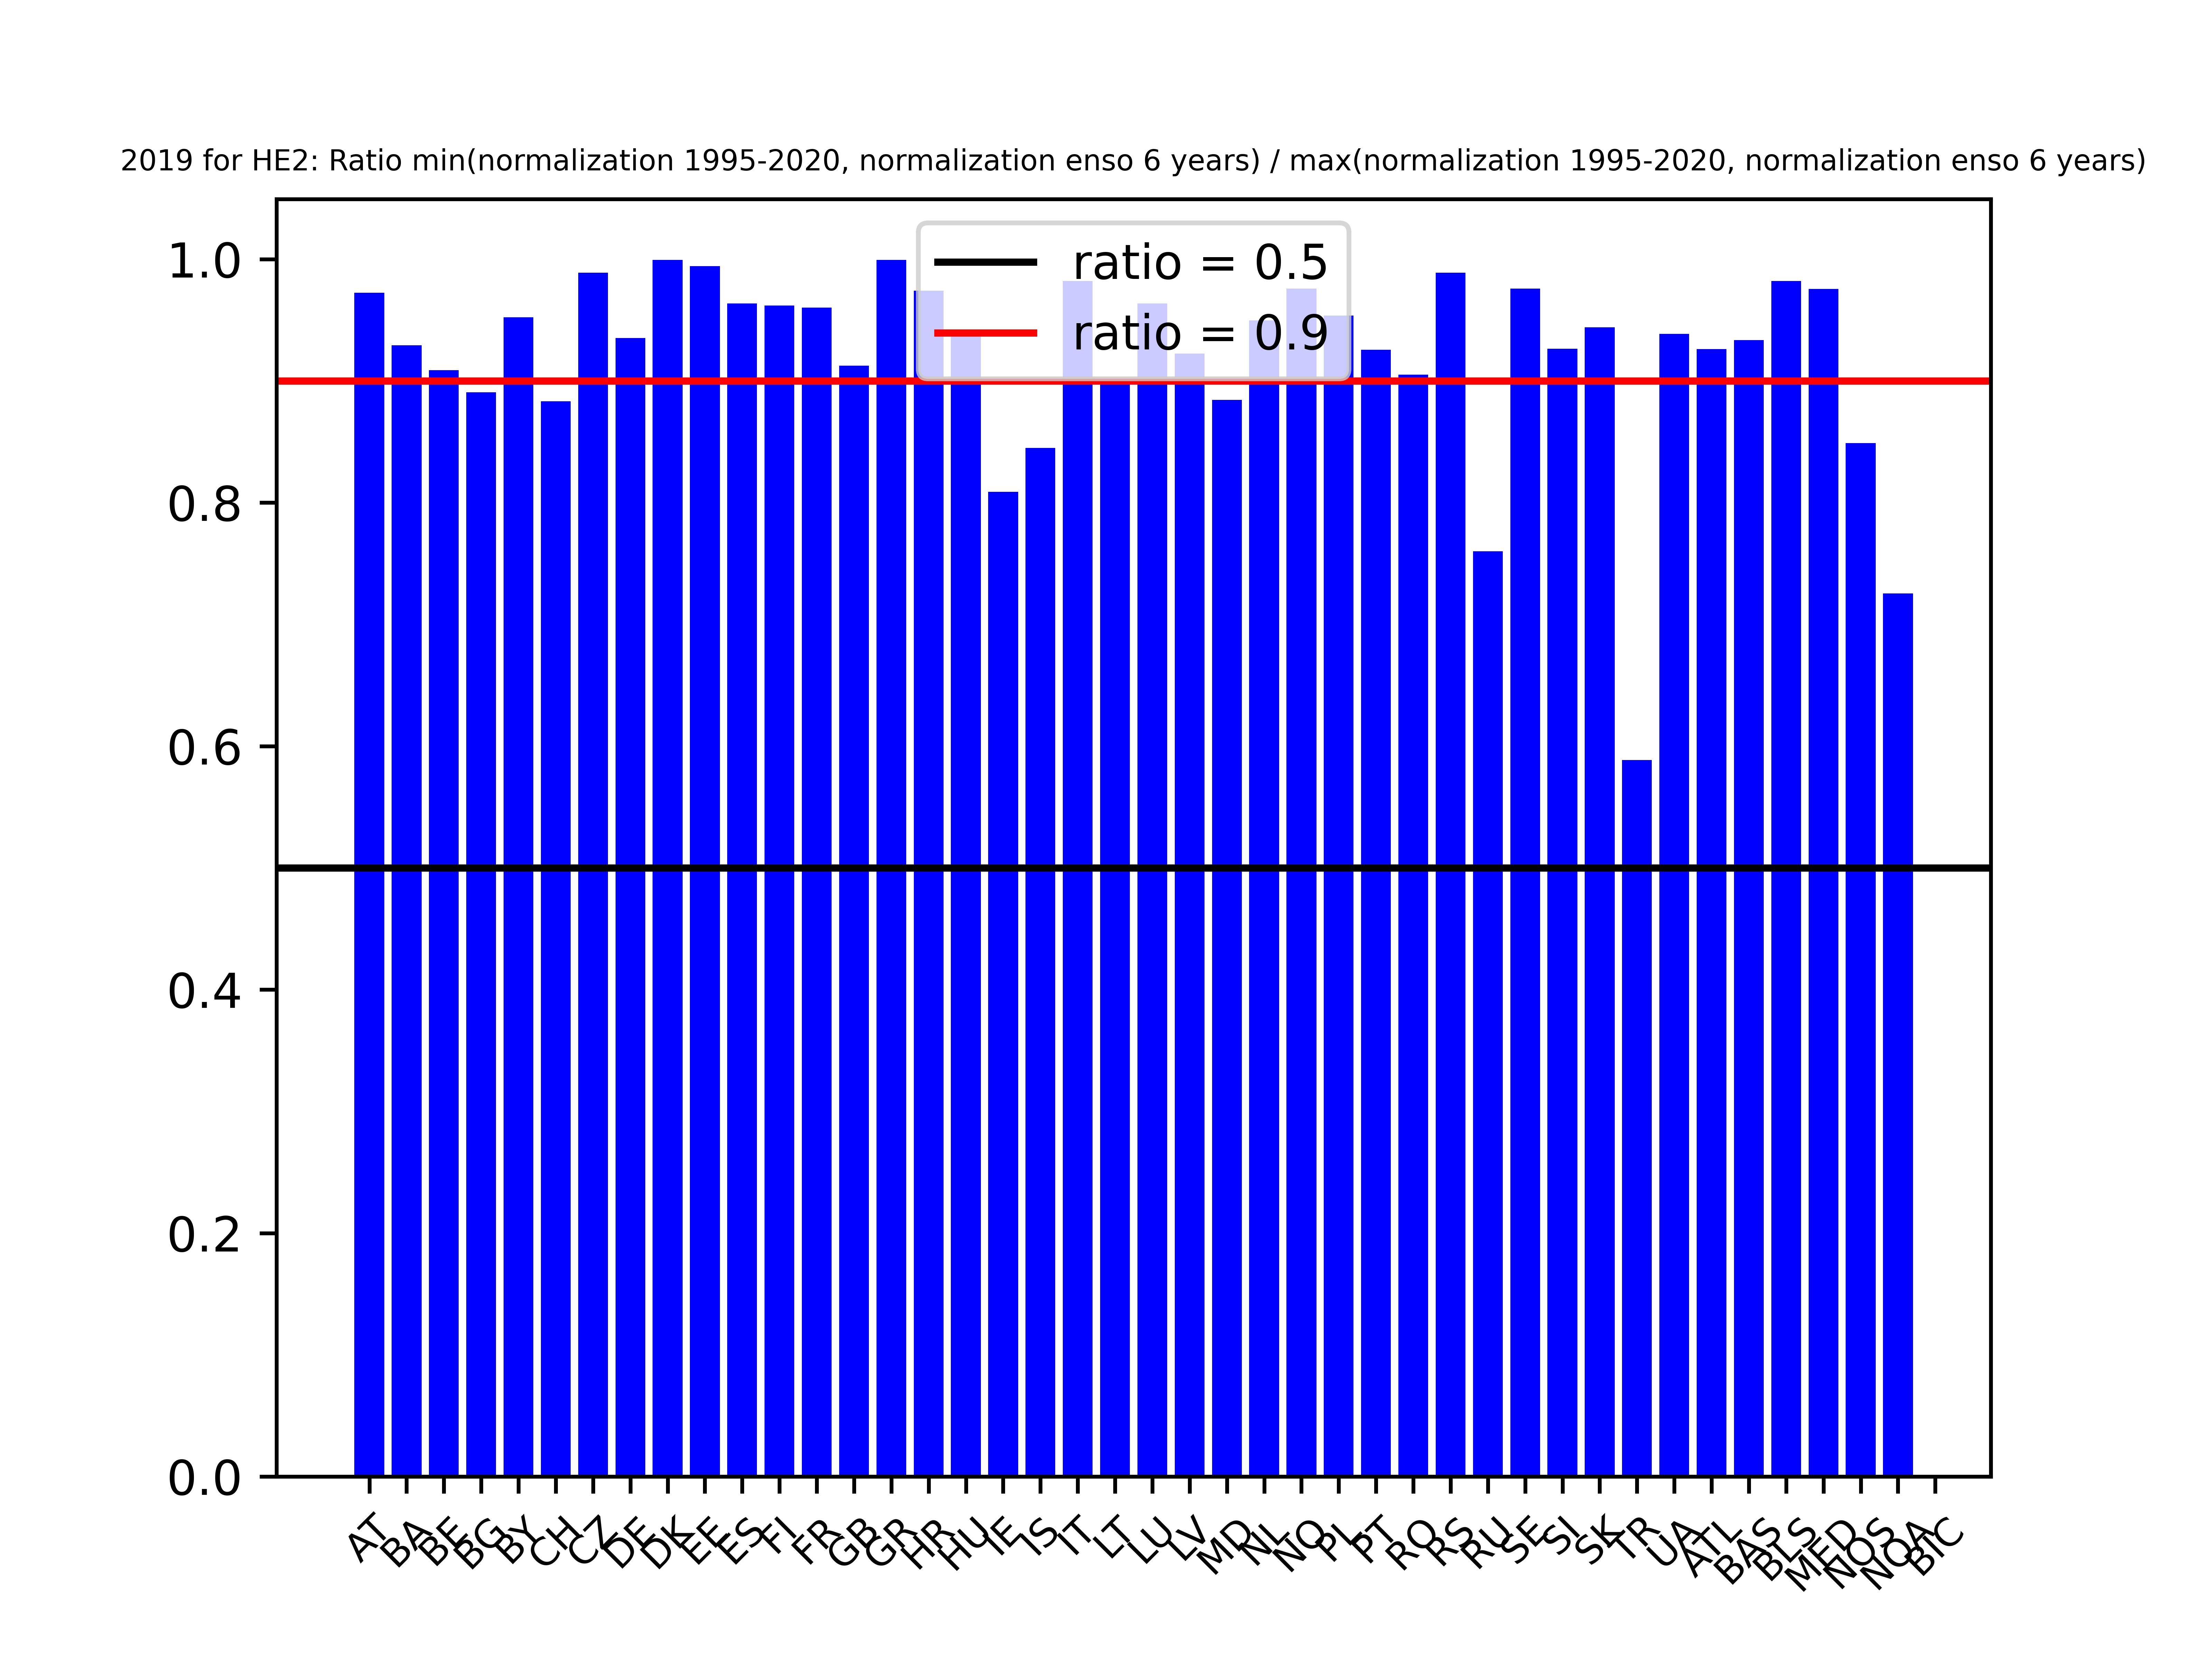 2019 for HE2: Ratio min(normalization 1995-2020, normalization enso 6 years) / max(normalization 1995-2020, normalization enso 6 years)
ratio = 0.5
ratio = 0.9
1.0
0.8
0.6
0.4
0.2
0.0
AT BA BE BG BY CH CZ DE DK EE ES FI FR GB GR HR HU IE IS IT LT LU LV MD NL NO PL PT RO RS RU SE SI SK TR UA ATL BAS BLS MED NOS NOA BIC